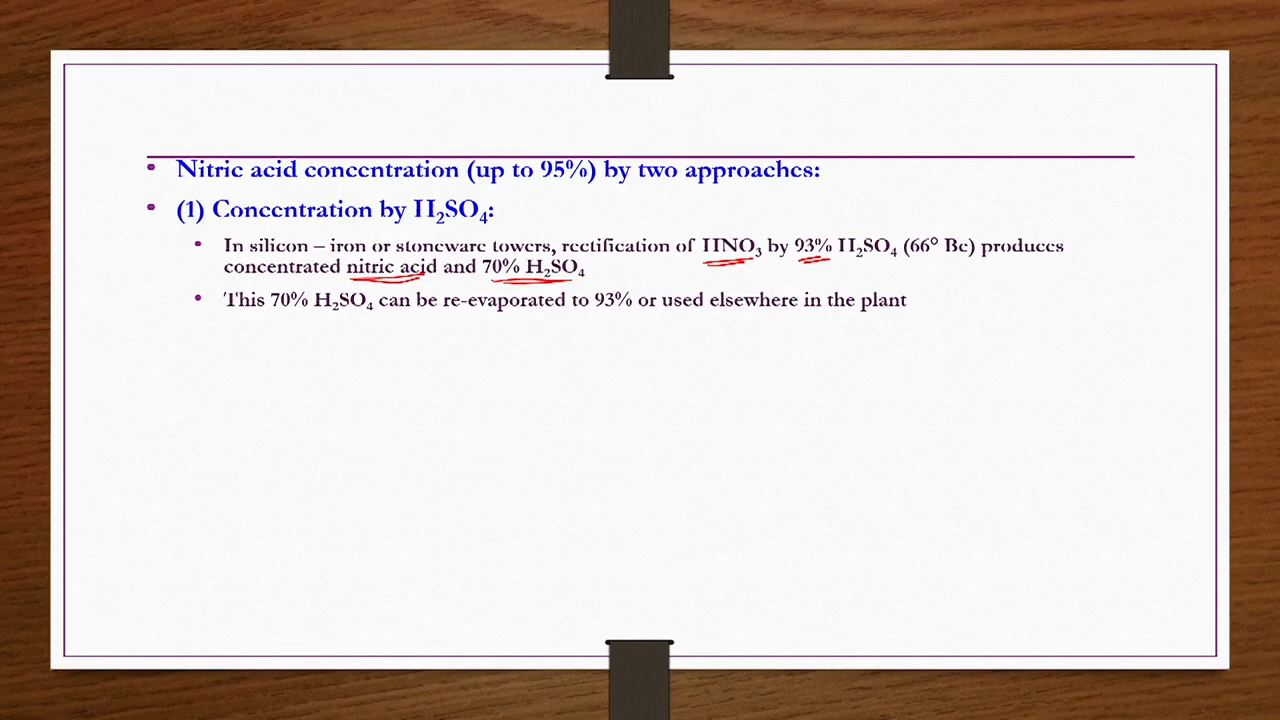 • Nitric acid concentration (up to 95%) by two approaches:
• (1) Concentration by H₂SO₄:
• In silicon – iron or stoneware towers, rectification of HNO₃ by 93% H₂SO₄ (66° Be) produces
concentrated nitric acid and 70% H₂SO₄
• This 70% H₂SO₄ can be re-evaporated to 93% or used elsewhere in the plant